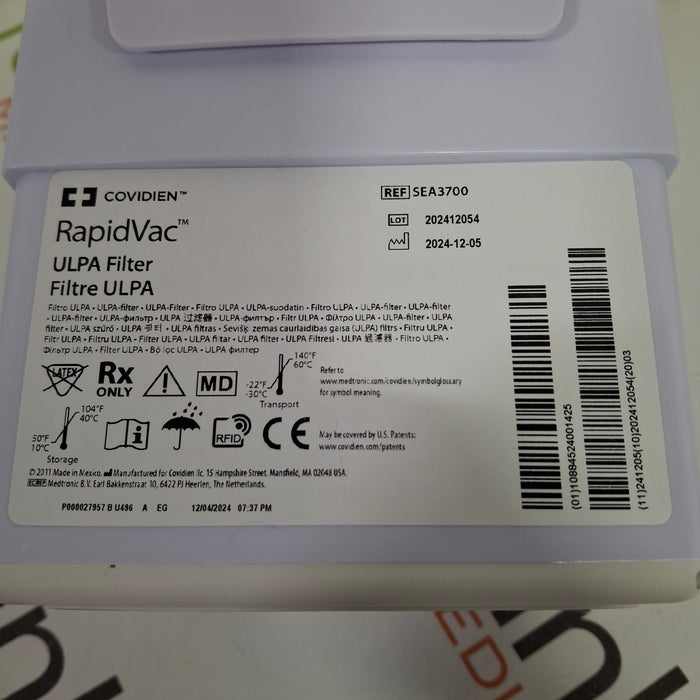 COVIDIEN™
RapidVac™
ULPA Filter
Filtre ULPA
REF SEA3700
LOT 202412054
2024-12-05
Filtro ULPA • ULPA-filter • ULPA-Filter • Filtro ULPA • ULPA-suodatin • Filtro ULPA • ULPA-filter • ULPA-filter
• ULPA-filter • ULPA-фильтр • ULPA 过滤器 • ULPA-филтър • Filtr ULPA • Φίλτρο ULPA • ULPA
filter • ULPA szűrő • ULPA 필터 • ULPA filtras • Sevišķi zemas caurlaidības gaisa (ULPA) filtrs • Filtru ULPA •
Filtr ULPA • Filtru ULPA • Filter ULPA • ULPA filtar • ULPA filter • ULPA Filtresi • ULPA 過濾器 • Filtro ULPA •
Фільтр ULPA • Filter ULPA • Bộ lọc ULPA • ULPA филтер
LATEX
Rx
ONLY
MD
140°F
60°C
-22°F
-30°C
Transport
Refer to
www.medtronic.com/covidien/symbolglossary
for symbol meaning.
104°F
40°C
50°F
10°C
Storage
RFID
CE
May be covered by U.S. Patents:
www.covidien.com/patents
© 2011 Made in Mexico. Manufactured for Covidien llc, 15 Hampshire Street, Mansfield, MA 02048 USA.
EC REP Medtronic B.V. Earl Bakkenstraat 10, 6422 PJ Heerlen, The Netherlands.
P000027957 B U496 A EG 12/04/2024 07:37 PM
(01)10884524001425
(11)241205(10)202412054(20)03